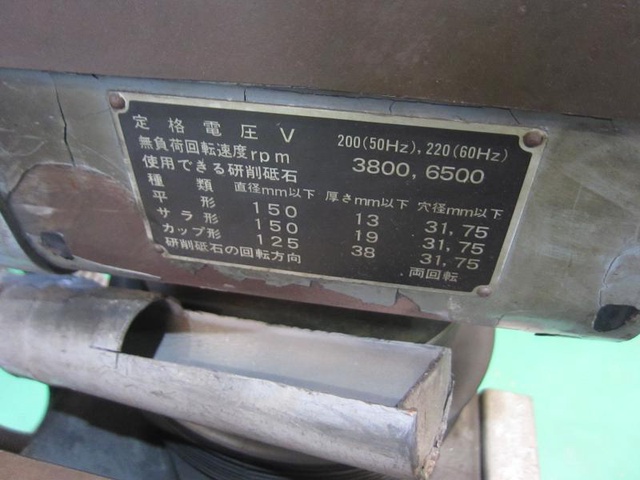 定格電圧V 200(50Hz), 220(60Hz)
無負荷回転速度rpm 3800, 6500
使用できる研削砥石
種類 直径mm以下 厚さmm以下 穴径mm以下
平形 150 13 31,75
サラ形 150 19 31,75
カップ形 125 38 31,75
研削砥石の回転方向 両回転